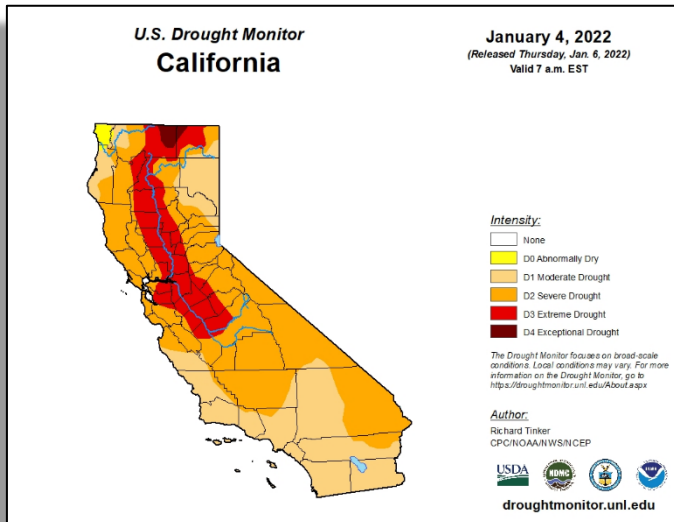 U.S. Drought Monitor
California
January 4, 2022
(Released Thursday, Jan. 6, 2022)
Valid 7 a.m. EST
Intensity:
None
D0 Abnormally Dry
D1 Moderate Drought
D2 Severe Drought
D3 Extreme Drought
D4 Exceptional Drought
The Drought Monitor focuses on broad-scale
conditions. Local conditions may vary. For more
information on the Drought Monitor, go to
https://droughtmonitor.unl.edu/About.aspx
Author:
Richard Tinker
CPC/NOAA/NWS/NCEP
USDA
NDMC
droughtmonitor.unl.edu